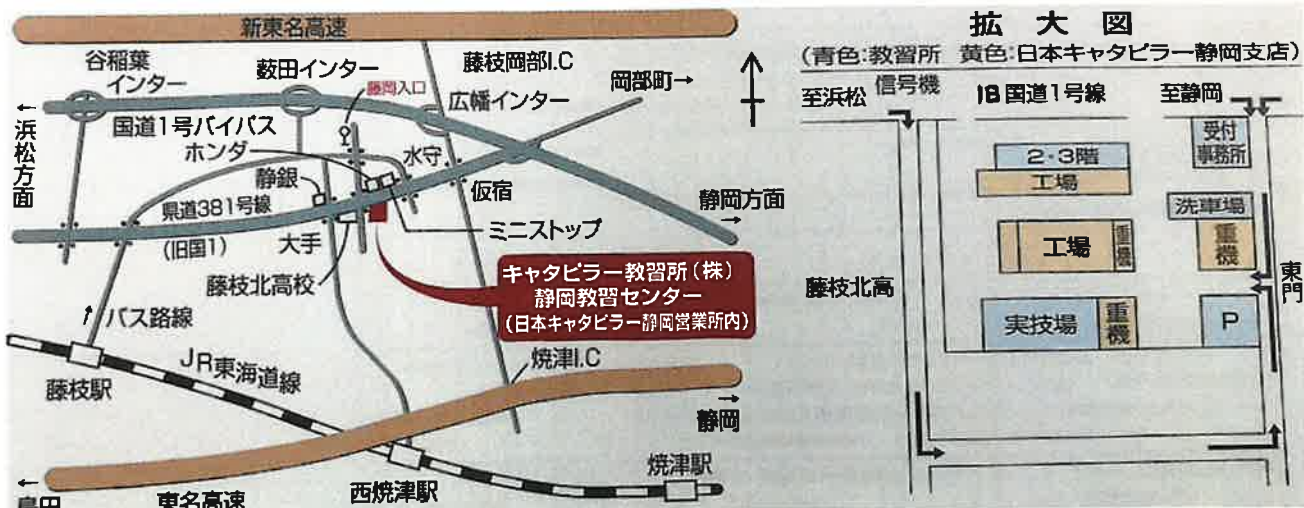 新東名高速
谷稲葉
インター
薮田インター
藤枝岡部I.C
藤岡入口
広幡インター
岡部町→
←浜松方面
国道1号バイパス
ホンダ
水守
静銀
仮宿
県道381号線
(旧国1)
大手
静岡方面
→
ミニストップ
藤枝北高校
キャタピラー教習所(株)
静岡教習センター
(日本キャタピラー静岡営業所内)
バス路線
JR東海道線
焼津I.C
藤枝駅
静岡
焼津駅
西焼津駅
東名高速
島田
拡大図
(青色:教習所 黄色:日本キャタピラー静岡支店)
至浜松
信号機
旧国道1号線
至静岡
受付
事務所
2・3階
工場
洗車場
工場
重機
重機
藤枝北高
東門
実技場
重機
P